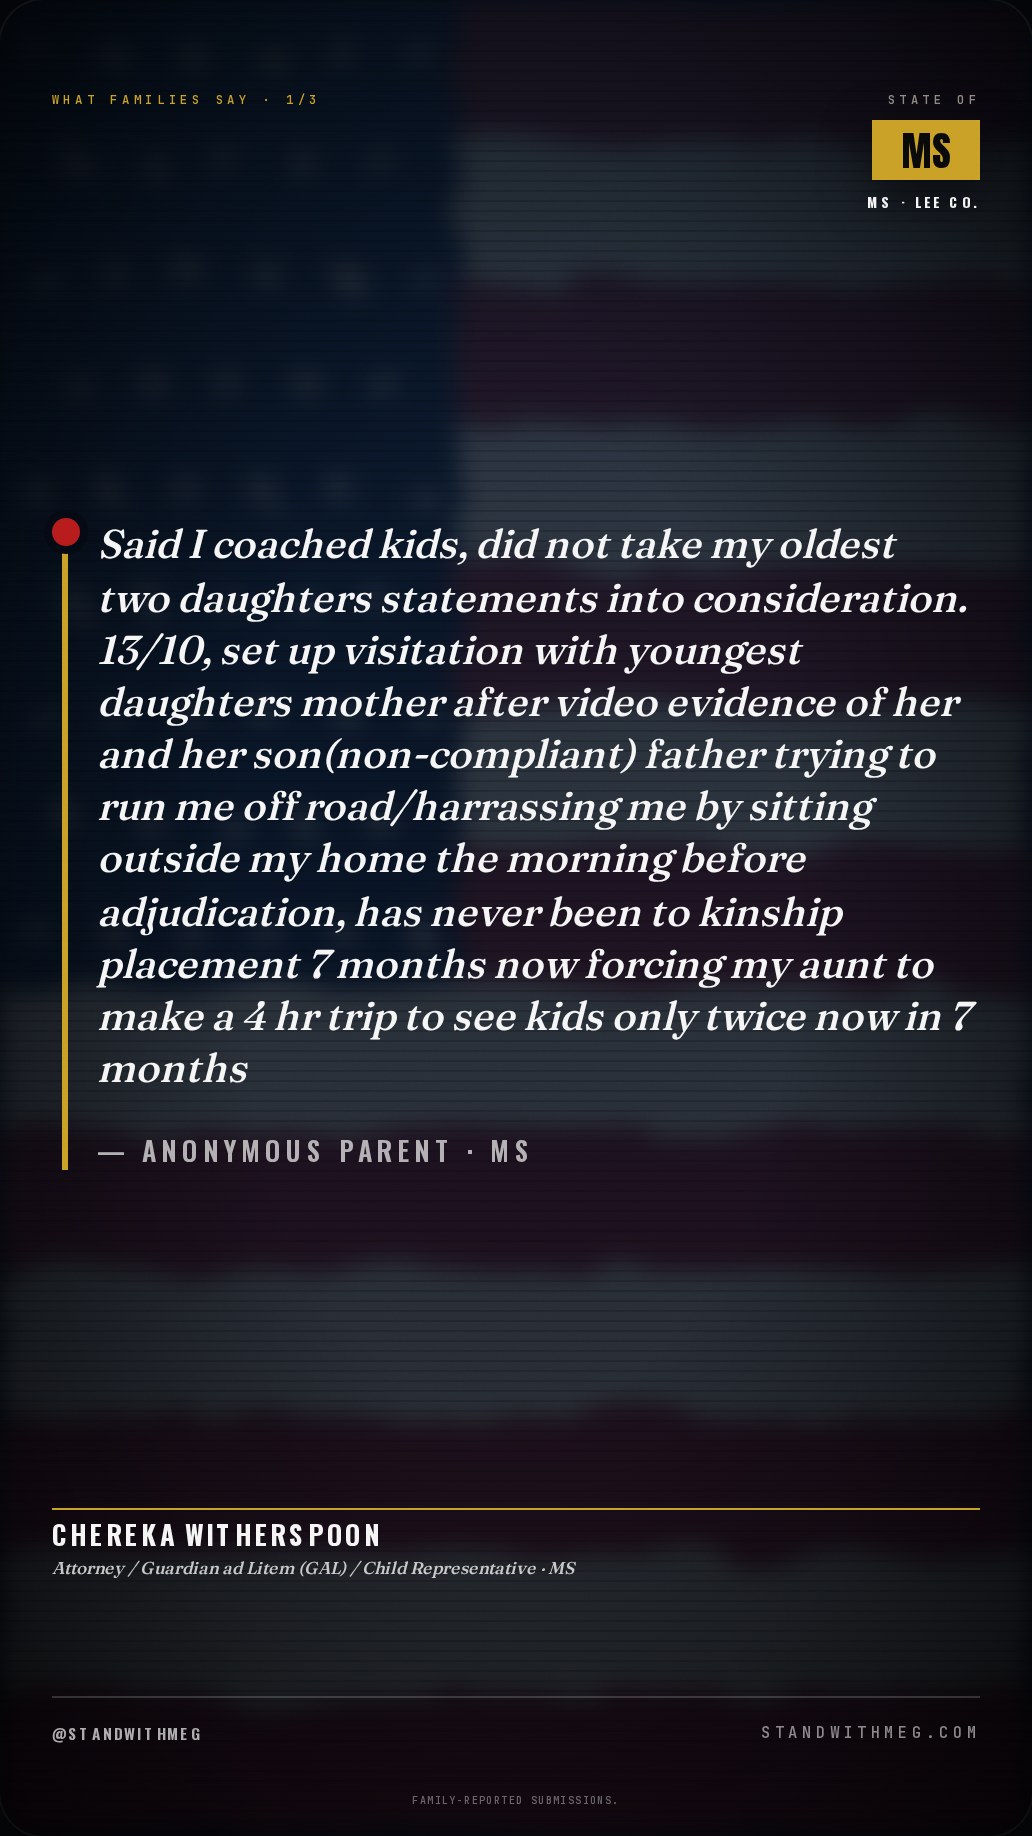 WHAT FAMILIES SAY · 1/3
STATE OF
MS
MS · LEE CO.
Said I coached kids, did not take my oldest
two daughters statements into consideration.
13/10, set up visitation with youngest
daughters mother after video evidence of her
and her son(non-compliant) father trying to
run me off road/harrassing me by sitting
outside my home the morning before
adjudication, has never been to kinship
placement 7 months now forcing my aunt to
make a 4 hr trip to see kids only twice now in 7
months
— ANONYMOUS PARENT · MS
CHEREKA WITHERSPOON
Attorney / Guardian ad Litem (GAL) / Child Representative · MS
@STANDWITHMEG
STANDWITHMEG.COM
FAMILY-REPORTED SUBMISSIONS.